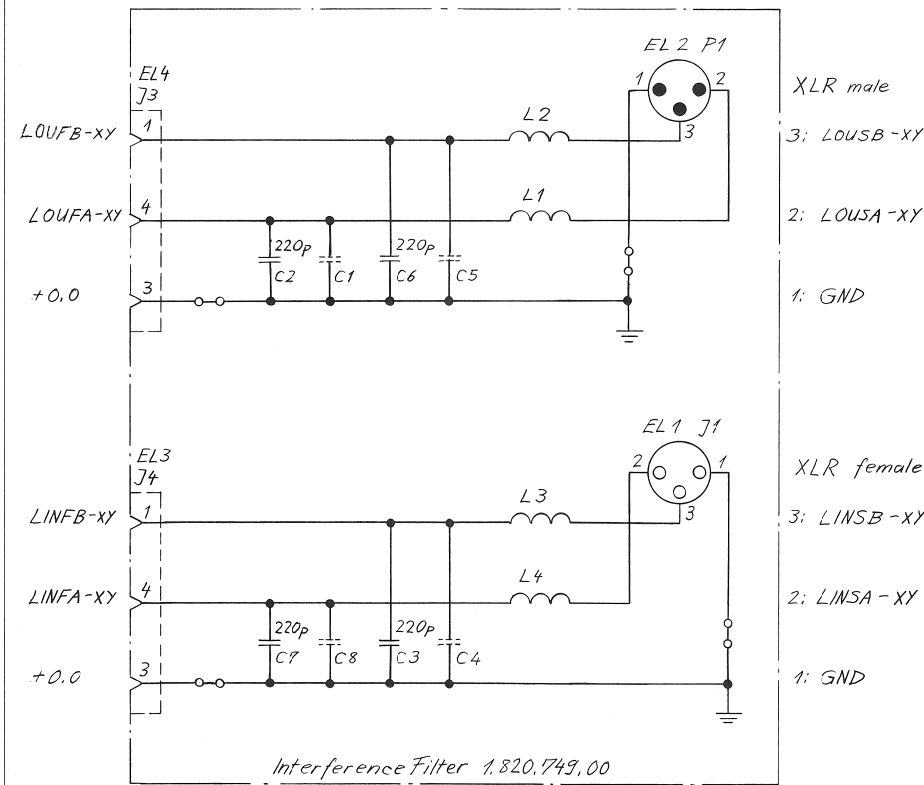 EL 2 P1
EL4
J3
1 2
XLR male
LOUFB-XY 1 L2 3 3; LOUSB-XY
LOUFA-XY 4 L1 2; LOUSA-XY
220p 220p
C2 C1 C6 C5
+0.0 3 1: GND
EL 1 J1
EL3
J4
2 1
XLR female
LINFB-XY 1 L3 3 3; LINSB-XY
LINFA-XY 4 L4 2; LINSA-XY
220p 220p
C7 C8 C3 C4
+0.0 3 1: GND
Interference Filter 1.820.749.00